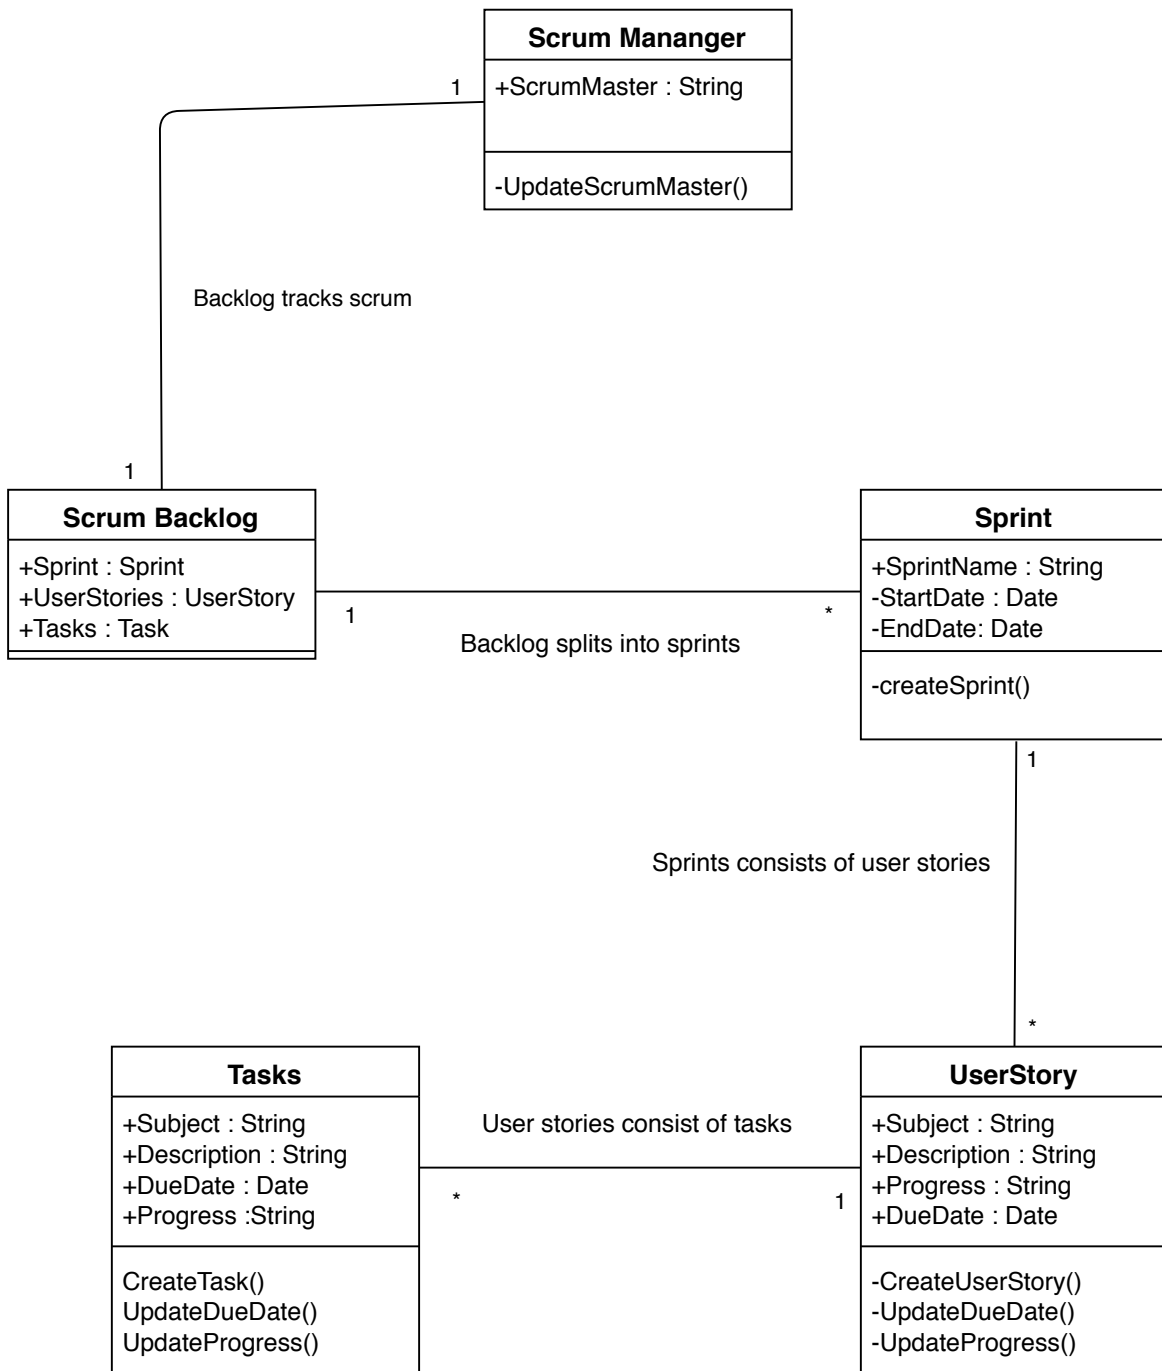 Scrum Mananger
+ScrumMaster : String
-UpdateScrumMaster()
1
Backlog tracks scrum
1
Scrum Backlog
+Sprint : Sprint
+UserStories : UserStory
+Tasks : Task
1
*
Backlog splits into sprints
Sprint
+SprintName : String
-StartDate : Date
-EndDate: Date
-createSprint()
1
Sprints consists of user stories
*
Tasks
+Subject : String
+Description : String
+DueDate : Date
+Progress :String
CreateTask()
UpdateDueDate()
UpdateProgress()
User stories consist of tasks
*
1
UserStory
+Subject : String
+Description : String
+Progress : String
+DueDate : Date
-CreateUserStory()
-UpdateDueDate()
-UpdateProgress()